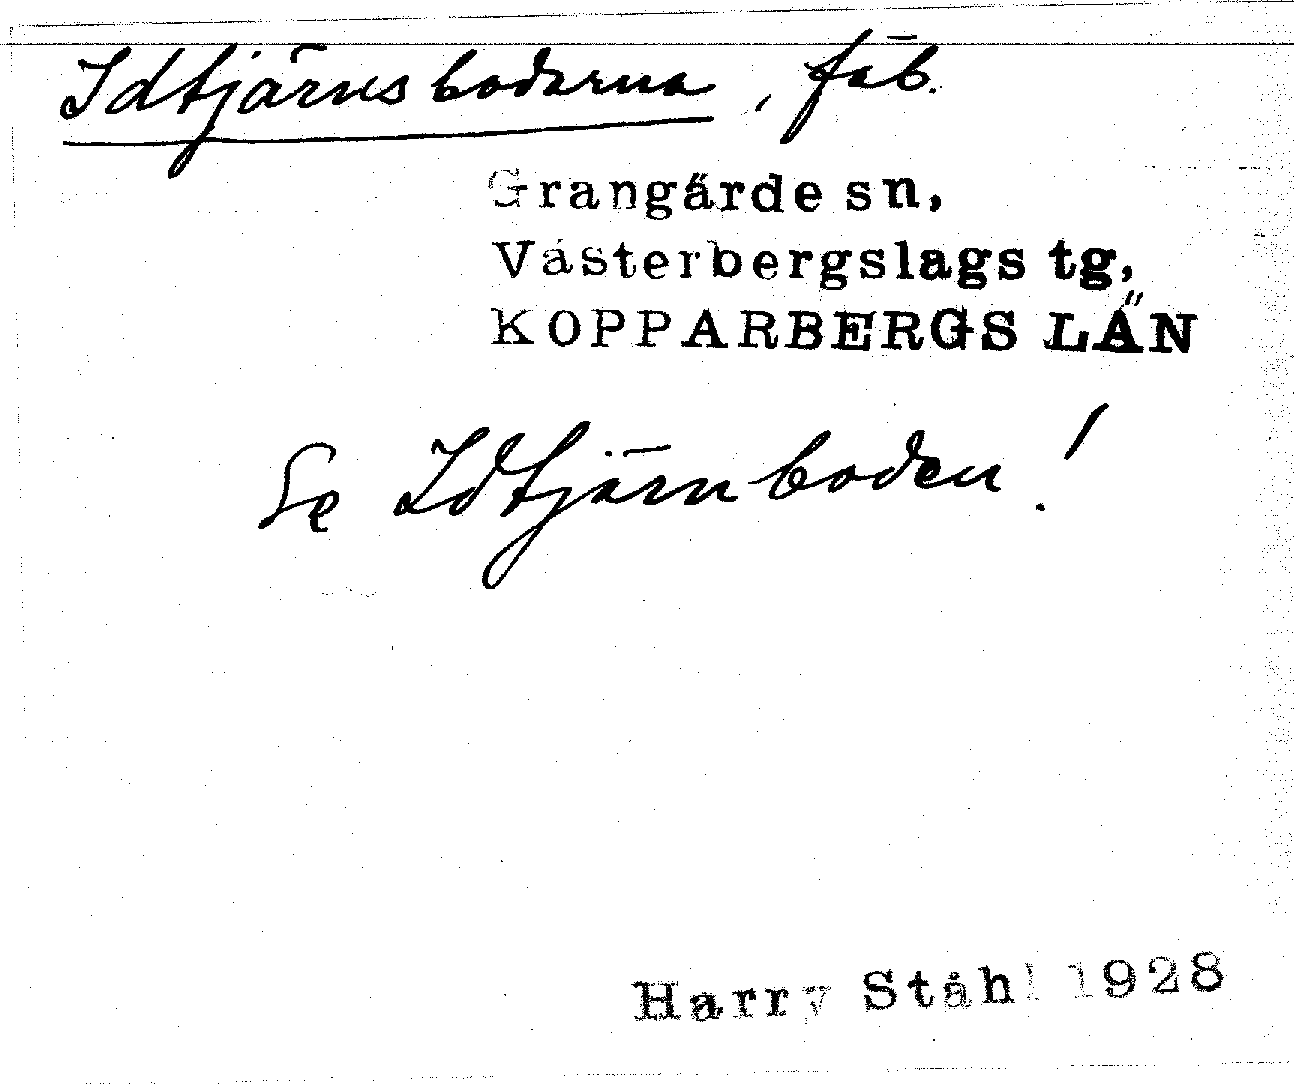 Idtjärnsbodarna, fäb.
Grangärde sn,
Västerbergslags tg,
KOPPARBERGS LÄN
Se Idtjärnboden!
Harry Ståhl 1928